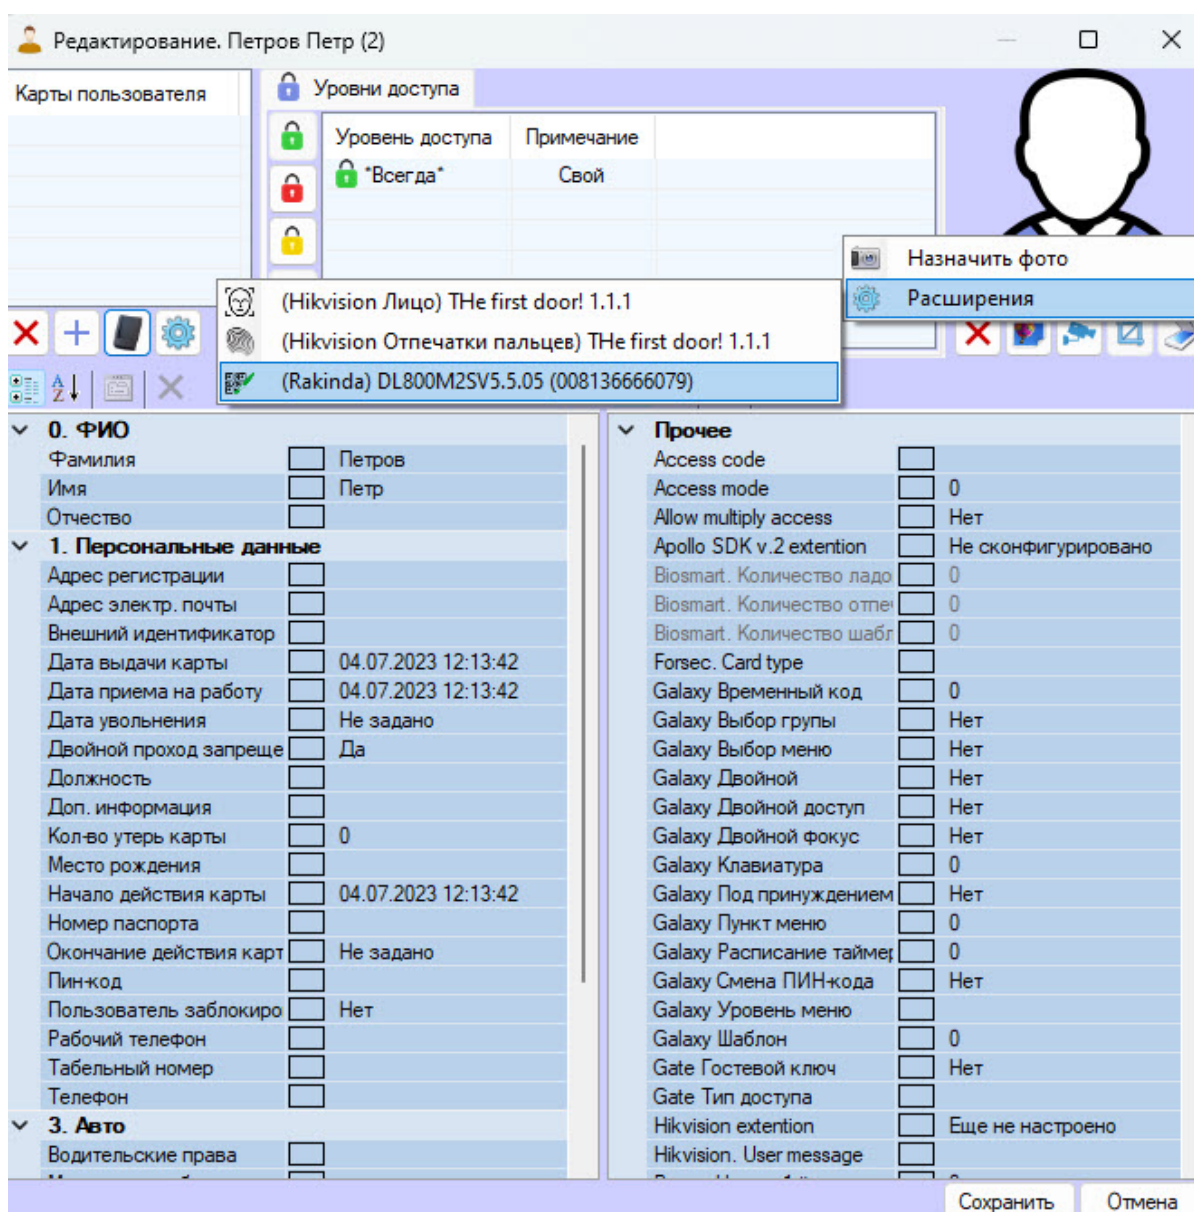 Редактирование. Петров Петр (2)
Карты пользователя
Уровни доступа
Уровень доступа Примечание
*Всегда* Свой
Назначить фото
Расширения
(Hikvision Лицо) THe first door! 1.1.1
(Hikvision Отпечатки пальцев) THe first door! 1.1.1
(Rakinda) DL800M2SV5.5.05 (008136666079)
0. ФИО
Фамилия Петров
Имя Петр
Отчество
1. Персональные данные
Адрес регистрации
Адрес электр. почты
Внешний идентификатор
Дата выдачи карты 04.07.2023 12:13:42
Дата приема на работу 04.07.2023 12:13:42
Дата увольнения Не задано
Двойной проход запреще Да
Должность
Доп. информация
Кол-во утерь карты 0
Место рождения
Начало действия карты 04.07.2023 12:13:42
Номер паспорта
Окончание действия карт Не задано
Пин-код
Пользователь заблокиро Нет
Рабочий телефон
Табельный номер
Телефон
3. Авто
Водительские права
Прочее
Access code
Access mode 0
Allow multiply access Нет
Apollo SDK v.2 extention Не сконфигурировано
Biosmart. Количество ладо 0
Biosmart. Количество отпе 0
Biosmart. Количество шабл 0
Forsec. Card type
Galaxy Временный код 0
Galaxy Выбор групы Нет
Galaxy Выбор меню Нет
Galaxy Двойной Нет
Galaxy Двойной доступ Нет
Galaxy Двойной фокус Нет
Galaxy Клавиатура 0
Galaxy Под принуждением Нет
Galaxy Пункт меню 0
Galaxy Расписание таймер 0
Galaxy Смена ПИН-кода Нет
Galaxy Уровень меню
Galaxy Шаблон 0
Gate Гостевой ключ Нет
Gate Тип доступа
Hikvision extention Еще не настроено
Hikvision. User message
Сохранить Отмена